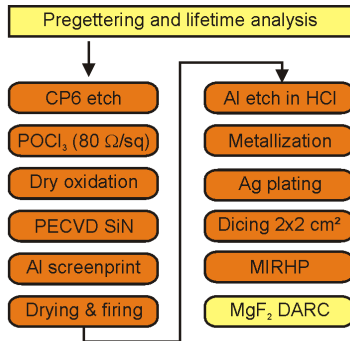 Pregettering and lifetime analysis
CP6 etch
POCl₃ (80 Ω/sq)
Dry oxidation
PECVD SiN
Al screenprint
Drying & firing
Al etch in HCl
Metallization
Ag plating
Dicing 2x2 cm²
MIRHP
MgF₂ DARC